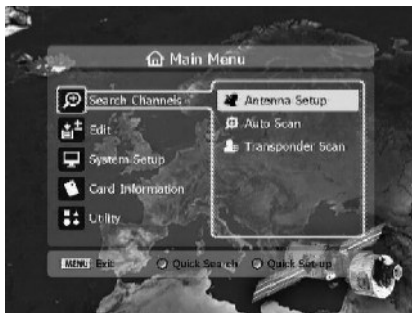 Main Menu
Search Channels
Edit
System Setup
Card Information
Utility
Antenna Setup
Auto Scan
Transponder Scan
MENU Exit Quick Search Quick Set-up